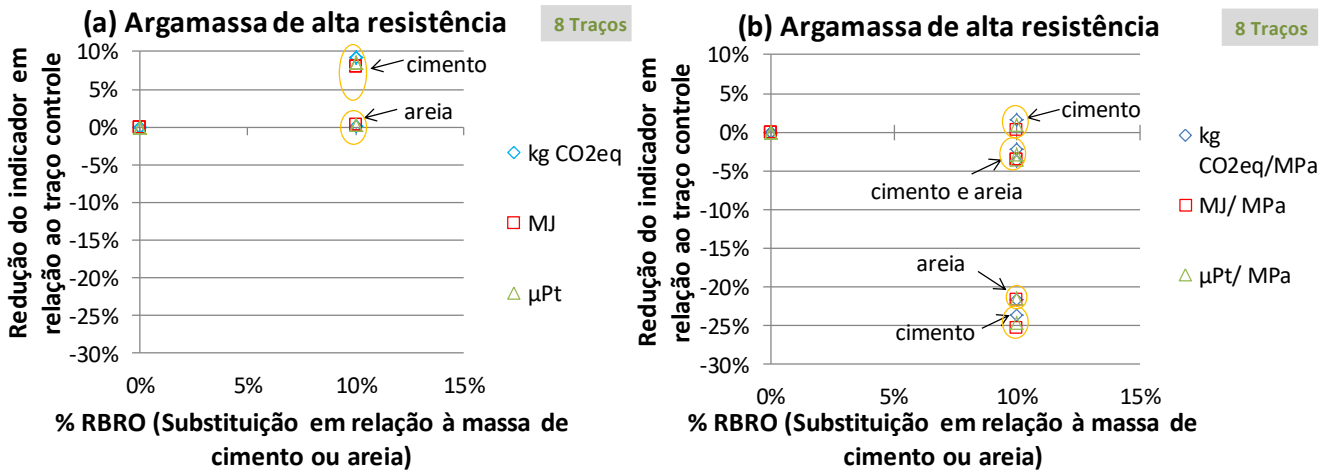 (a) Argamassa de alta resistência
8 Traços
Redução do indicador em
relação ao traço controle
10%
5%
0%
-5%
-10%
-15%
-20%
-25%
-30%
cimento
areia
0%
5%
10%
15%
% RBRO (Substituição em relação à massa de
cimento ou areia)
kg CO2eq
MJ
µPt
(b) Argamassa de alta resistência
8 Traços
Redução do indicador em
relação ao traço controle
10%
5%
0%
-5%
-10%
-15%
-20%
-25%
-30%
cimento
cimento e areia
areia
cimento
0%
5%
10%
15%
% RBRO (Substituição em relação à massa de
cimento ou areia)
kg
CO2eq/MPa
MJ/ MPa
µPt/ MPa